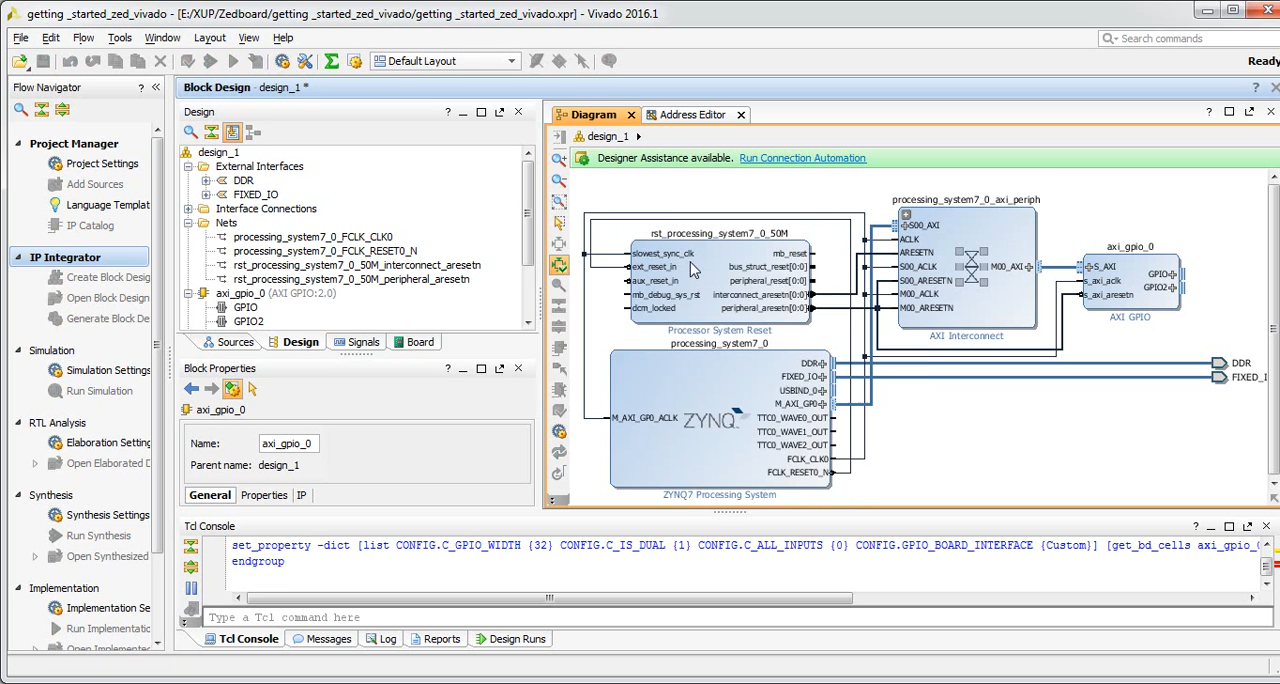 getting _started_zed_vivado - [E:/XUP/Zedboard/getting _started_zed_vivado/getting _started_zed_vivado.xpr] - Vivado 2016.1
File Edit Flow Tools Window Layout View Help
Search commands
Default Layout
Ready
Flow Navigator ? «
Project Manager
Project Settings
Add Sources
Language Templat
IP Catalog
IP Integrator
Create Block Desig
Open Block Design
Generate Block De
Simulation
Simulation Settings
Run Simulation
RTL Analysis
Elaboration Setting
Open Elaborated D
Synthesis
Synthesis Settings
Run Synthesis
Open Synthesized
Implementation
Implementation Se
Run Implementatio
Open Implemente
Block Design - design_1 *
?
Design
?
design_1
External Interfaces
DDR
FIXED_IO
Interface Connections
Nets
processing_system7_0_FCLK_CLK0
processing_system7_0_FCLK_RESET0_N
rst_processing_system7_0_50M_interconnect_aresetn
rst_processing_system7_0_50M_peripheral_aresetn
axi_gpio_0 (AXI GPIO:2.0)
GPIO
GPIO2
Sources Design Signals Board
Block Properties
?
axi_gpio_0
Name: axi_gpio_0
Parent name: design_1
General Properties IP
Diagram Address Editor
?
design_1
Designer Assistance available. Run Connection Automation
rst_processing_system7_0_50M
slowest_sync_clk
ext_reset_in
aux_reset_in
mb_debug_sys_rst
dcm_locked
mb_reset
bus_struct_reset[0:0]
peripheral_reset[0:0]
interconnect_aresetn[0:0]
peripheral_aresetn[0:0]
Processor System Reset
processing_system7_0_axi_periph
S00_AXI
ACLK
ARESETN
S00_ACLK
S00_ARESETN
M00_ACLK
M00_ARESETN
M00_AXI
AXI Interconnect
axi_gpio_0
S_AXI
s_axi_aclk
s_axi_aresetn
GPIO
GPIO2
AXI GPIO
processing_system7_0
M_AXI_GP0_ACLK
ZYNQ
DDR
FIXED_IO
USBIND_0
M_AXI_GP0
TTC0_WAVE0_OUT
TTC0_WAVE1_OUT
TTC0_WAVE2_OUT
FCLK_CLK0
FCLK_RESET0_N
ZYNQ7 Processing System
DDR
FIXED_I
Tcl Console
?
set_property -dict [list CONFIG.C_GPIO_WIDTH {32} CONFIG.C_IS_DUAL {1} CONFIG.C_ALL_INPUTS {0} CONFIG.GPIO_BOARD_INTERFACE {Custom}] [get_bd_cells axi_gpio_
endgroup
Type a Tcl command here
Tcl Console Messages Log Reports Design Runs